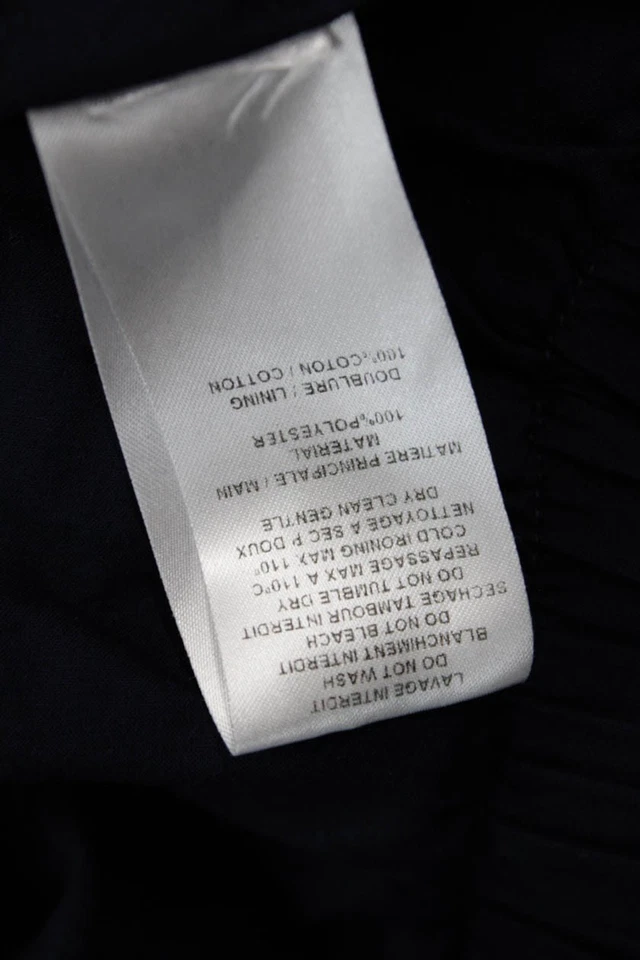 LAVAGE INTERDIT
DO NOT WASH
BLANCHIMENT INTERDIT
DO NOT BLEACH
SECHAGE TAMBOUR INTERDIT
DO NOT TUMBLE DRY
REPASSAGE MAX A 110°C
COLD IRONING MAX 110°
NETTOYAGE A SEC P DOUX
DRY CLEAN GENTLE
MATIERE PRINCIPALE / MAIN
MATERIAL
100%POLYESTER
DOUBLURE / LINING
100%COTON / COTTON